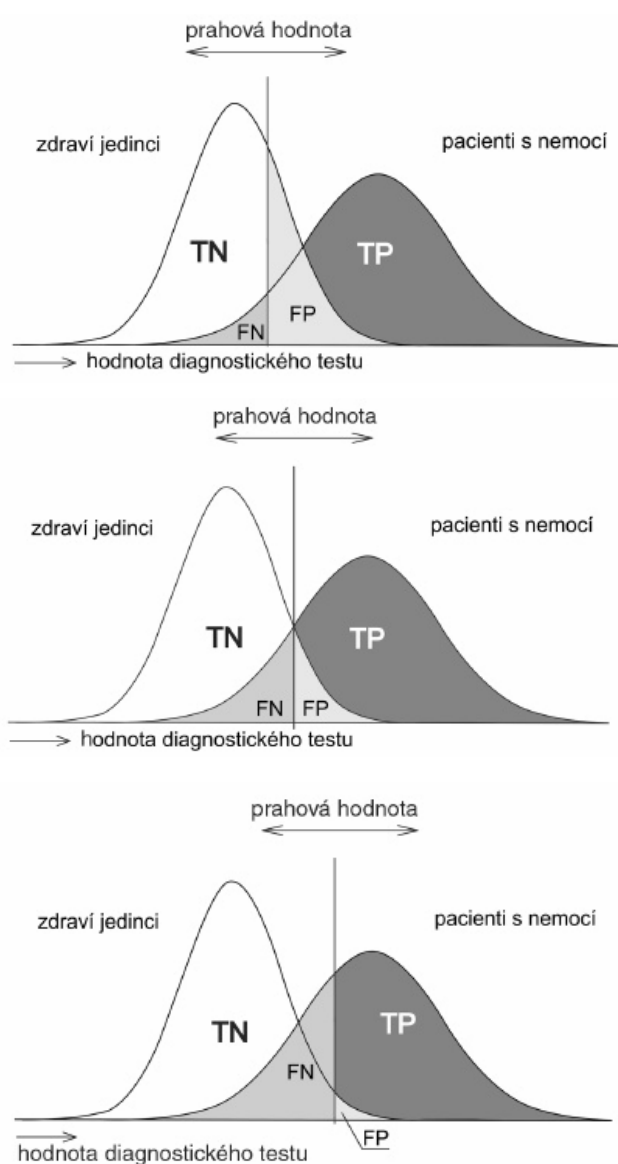 prahová hodnota
zdraví jedinci
pacienti s nemocí
TN
TP
FN
FP
hodnota diagnostického testu
prahová hodnota
zdraví jedinci
pacienti s nemocí
TN
TP
FN
FP
hodnota diagnostického testu
prahová hodnota
zdraví jedinci
pacienti s nemocí
TN
TP
FN
FP
hodnota diagnostického testu